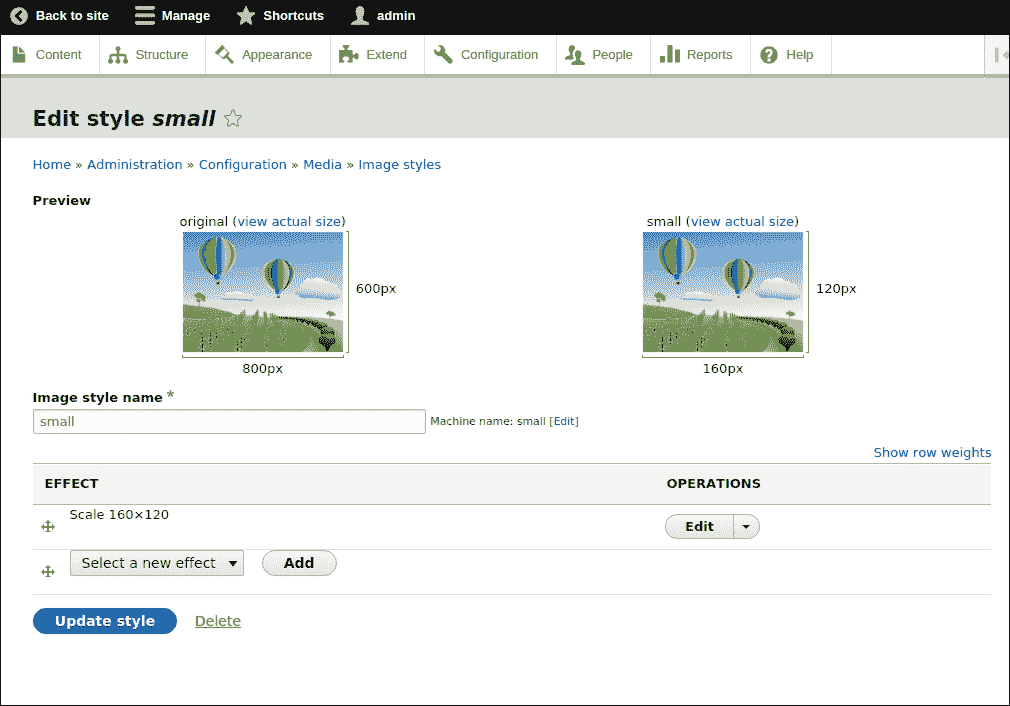 Back to site Manage Shortcuts admin
Content Structure Appearance Extend Configuration People Reports Help
Edit style small
Home » Administration » Configuration » Media » Image styles
Preview
original (view actual size) small (view actual size)
600px 120px
800px 160px
Image style name *
small Machine name: small [Edit]
Show row weights
EFFECT OPERATIONS
Scale 160×120
Edit
Select a new effect Add
Update style Delete